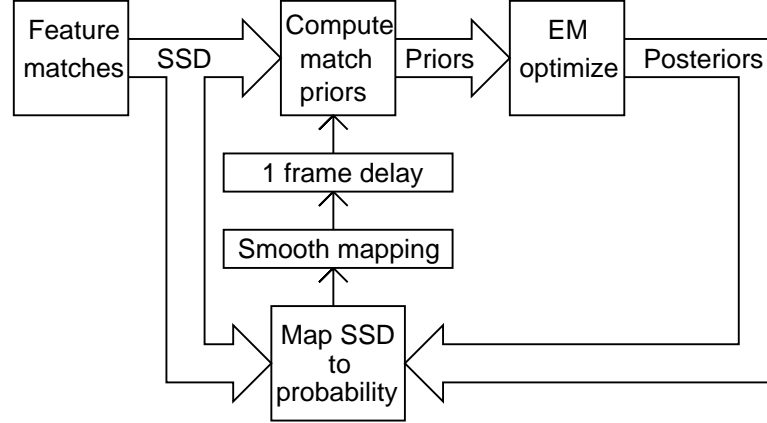 Feature
matches
SSD
Compute
match
priors
Priors
EM
optimize
Posteriors
1 frame delay
Smooth mapping
Map SSD
to
probability